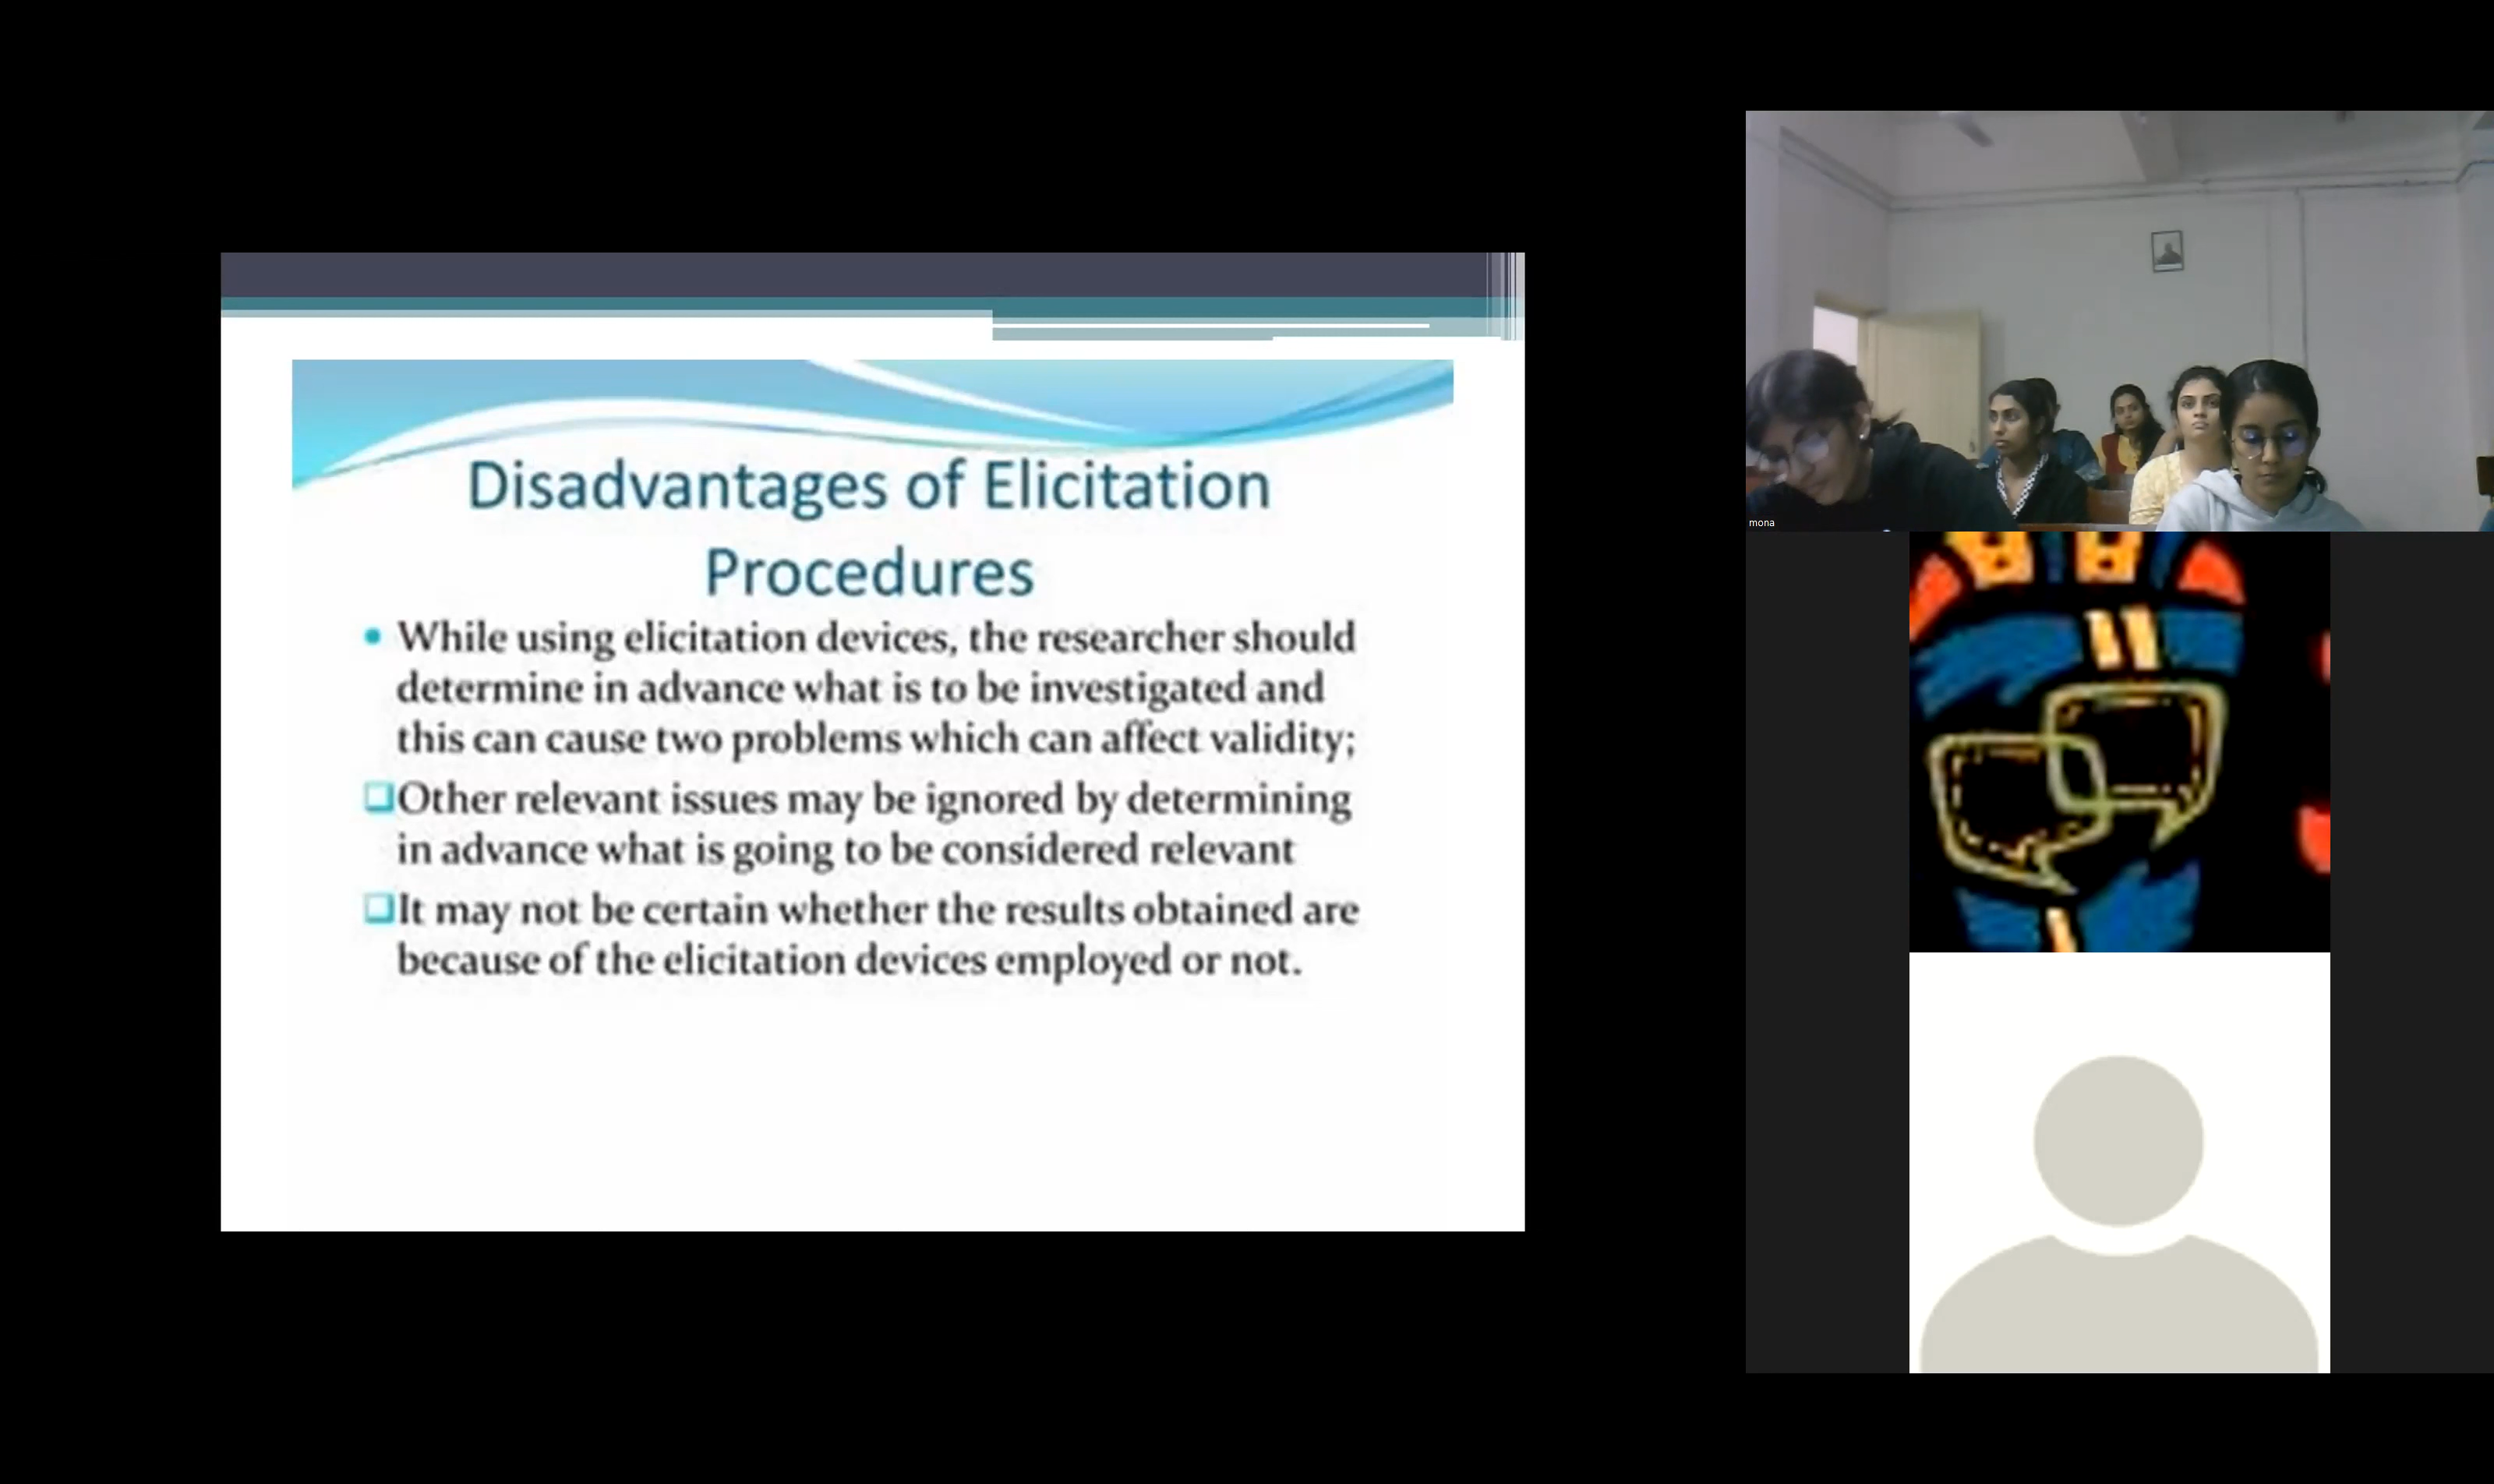 Disadvantages of Elicitation
Procedures
While using elicitation devices, the researcher should
determine in advance what is to be investigated and
this can cause two problems which can affect validity;
Other relevant issues may be ignored by determining
in advance what is going to be considered relevant
It may not be certain whether the results obtained are
because of the elicitation devices employed or not.
mona